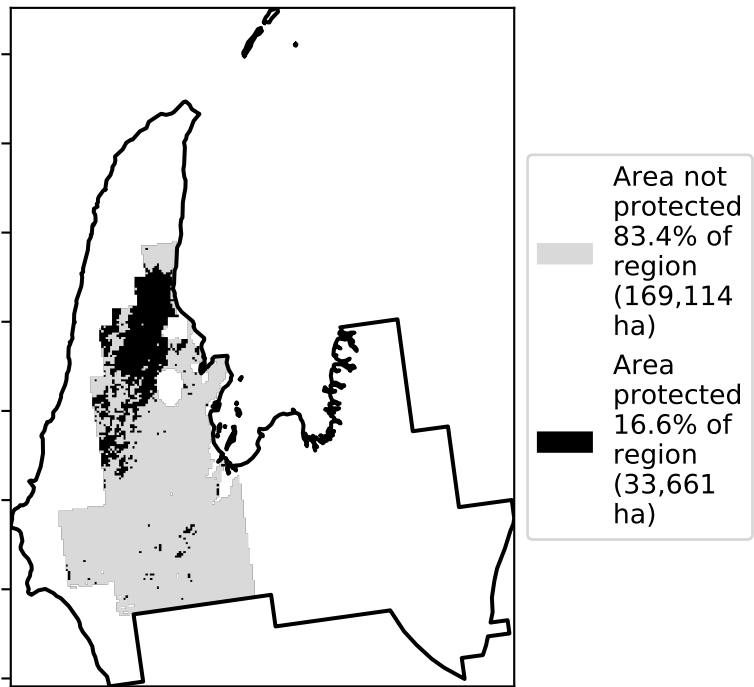 Area not
protected
83.4% of
region
(169,114
ha)
Area
protected
16.6% of
region
(33,661
ha)